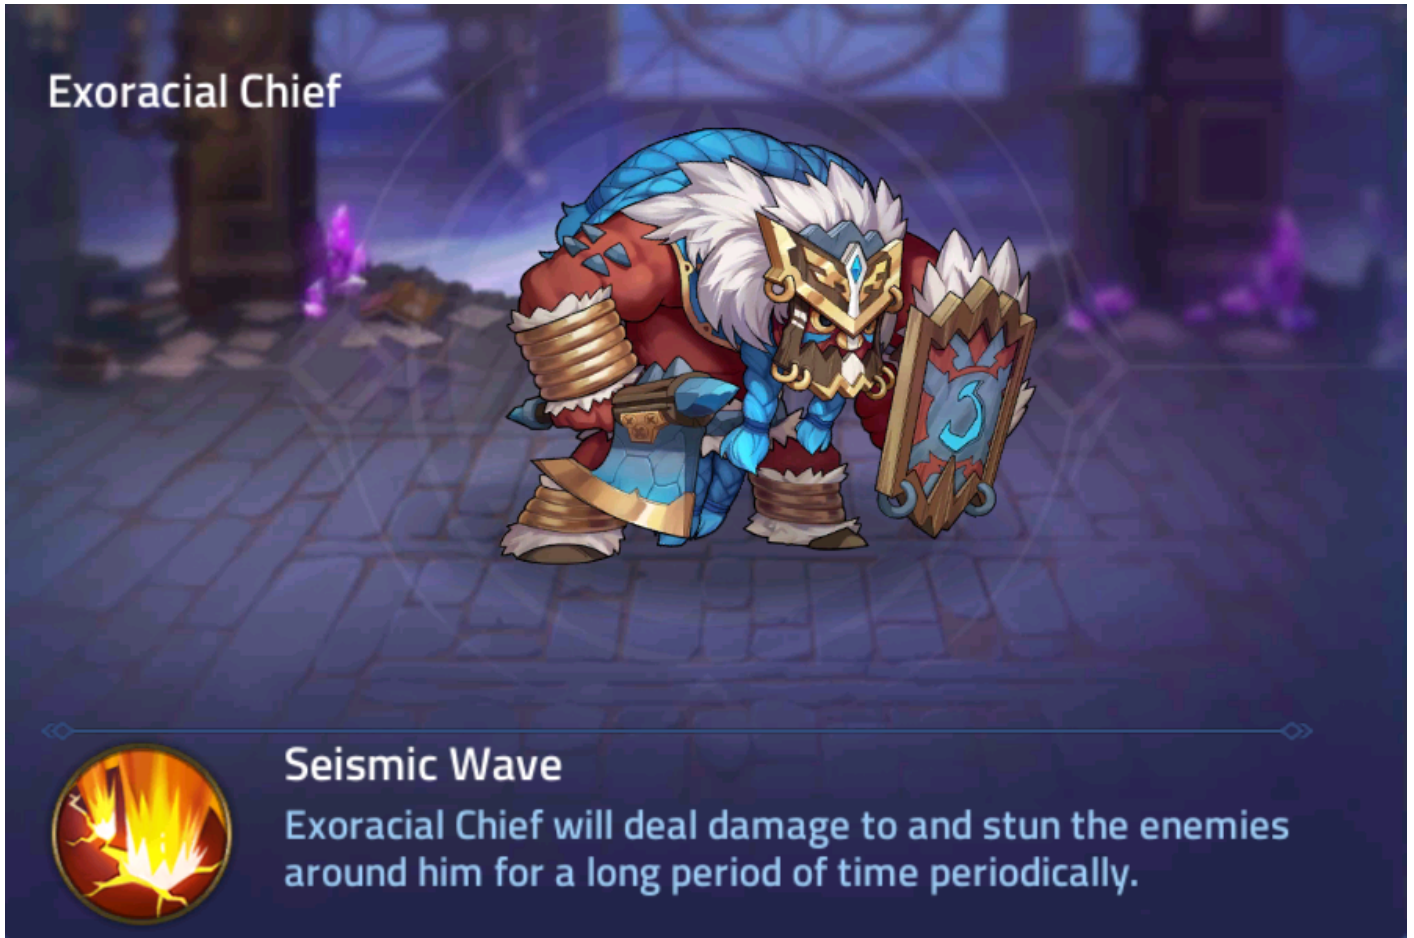 Exoracial Chief
Seismic Wave
Exoracial Chief will deal damage to and stun the enemies
around him for a long period of time periodically.